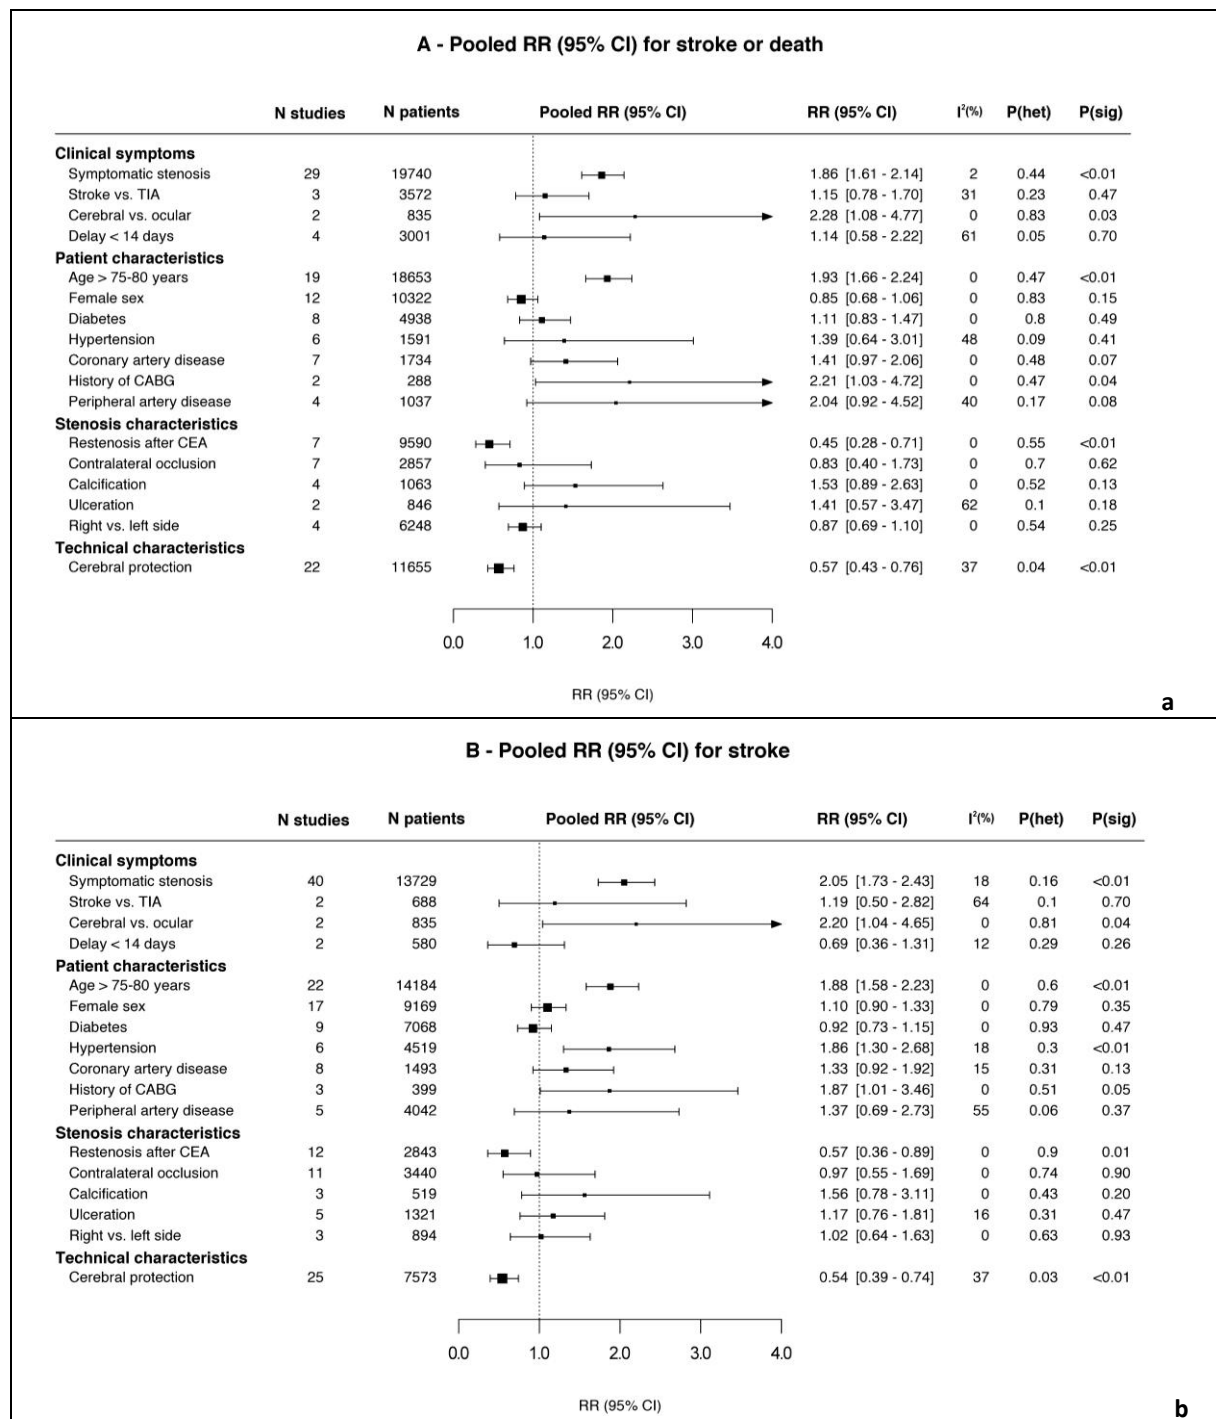 A - Pooled RR (95% CI) for stroke or death
N studies N patients Pooled RR (95% CI) RR (95% CI) I²(%) P(het) P(sig)
Clinical symptoms
Symptomatic stenosis 29 19740 1.86 [1.61 - 2.14] 2 0.44 <0.01
Stroke vs. TIA 3 3572 1.15 [0.78 - 1.70] 31 0.23 0.47
Cerebral vs. ocular 2 835 2.28 [1.08 - 4.77] 0 0.83 0.03
Delay < 14 days 4 3001 1.14 [0.58 - 2.22] 61 0.05 0.70
Patient characteristics
Age > 75-80 years 19 18653 1.93 [1.66 - 2.24] 0 0.47 <0.01
Female sex 12 10322 0.85 [0.68 - 1.06] 0 0.83 0.15
Diabetes 8 4938 1.11 [0.83 - 1.47] 0 0.8 0.49
Hypertension 6 1591 1.39 [0.64 - 3.01] 48 0.09 0.41
Coronary artery disease 7 1734 1.41 [0.97 - 2.06] 0 0.48 0.07
History of CABG 2 288 2.21 [1.03 - 4.72] 0 0.47 0.04
Peripheral artery disease 4 1037 2.04 [0.92 - 4.52] 40 0.17 0.08
Stenosis characteristics
Restenosis after CEA 7 9590 0.45 [0.28 - 0.71] 0 0.55 <0.01
Contralateral occlusion 7 2857 0.83 [0.40 - 1.73] 0 0.7 0.62
Calcification 4 1063 1.53 [0.89 - 2.63] 0 0.52 0.13
Ulceration 2 846 1.41 [0.57 - 3.47] 62 0.1 0.18
Right vs. left side 4 6248 0.87 [0.69 - 1.10] 0 0.54 0.25
Technical characteristics
Cerebral protection 22 11655 0.57 [0.43 - 0.76] 37 0.04 <0.01
0.0 1.0 2.0 3.0 4.0
RR (95% CI)
a
B - Pooled RR (95% CI) for stroke
N studies N patients Pooled RR (95% CI) RR (95% CI) I²(%) P(het) P(sig)
Clinical symptoms
Symptomatic stenosis 40 13729 2.05 [1.73 - 2.43] 18 0.16 <0.01
Stroke vs. TIA 2 688 1.19 [0.50 - 2.82] 64 0.1 0.70
Cerebral vs. ocular 2 835 2.20 [1.04 - 4.65] 0 0.81 0.04
Delay < 14 days 2 580 0.69 [0.36 - 1.31] 12 0.29 0.26
Patient characteristics
Age > 75-80 years 22 14184 1.88 [1.58 - 2.23] 0 0.6 <0.01
Female sex 17 9169 1.10 [0.90 - 1.33] 0 0.79 0.35
Diabetes 9 7068 0.92 [0.73 - 1.15] 0 0.93 0.47
Hypertension 6 4519 1.86 [1.30 - 2.68] 18 0.3 <0.01
Coronary artery disease 8 1493 1.33 [0.92 - 1.92] 15 0.31 0.13
History of CABG 3 399 1.87 [1.01 - 3.46] 0 0.51 0.05
Peripheral artery disease 5 4042 1.37 [0.69 - 2.73] 55 0.06 0.37
Stenosis characteristics
Restenosis after CEA 12 2843 0.57 [0.36 - 0.89] 0 0.9 0.01
Contralateral occlusion 11 3440 0.97 [0.55 - 1.69] 0 0.74 0.90
Calcification 3 519 1.56 [0.78 - 3.11] 0 0.43 0.20
Ulceration 5 1321 1.17 [0.76 - 1.81] 16 0.31 0.47
Right vs. left side 3 894 1.02 [0.64 - 1.63] 0 0.63 0.93
Technical characteristics
Cerebral protection 25 7573 0.54 [0.39 - 0.74] 37 0.03 <0.01
0.0 1.0 2.0 3.0 4.0
RR (95% CI)
b